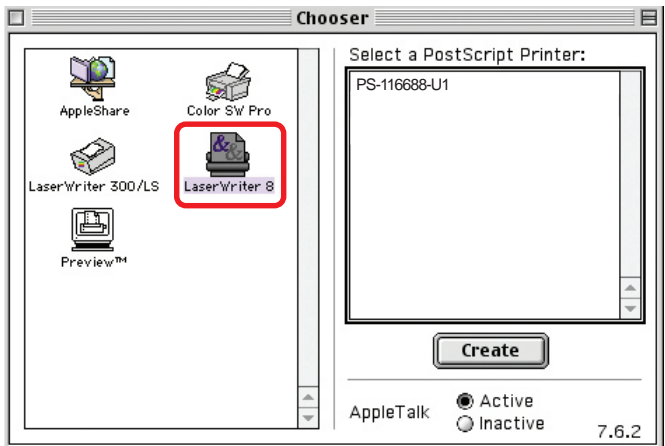 Chooser
AppleShare
Color SW Pro
LaserWriter 300/LS
&&
LaserWriter 8
Preview™
Select a PostScript Printer:
PS-116688-U1
Create
AppleTalk
Active
Inactive
7.6.2